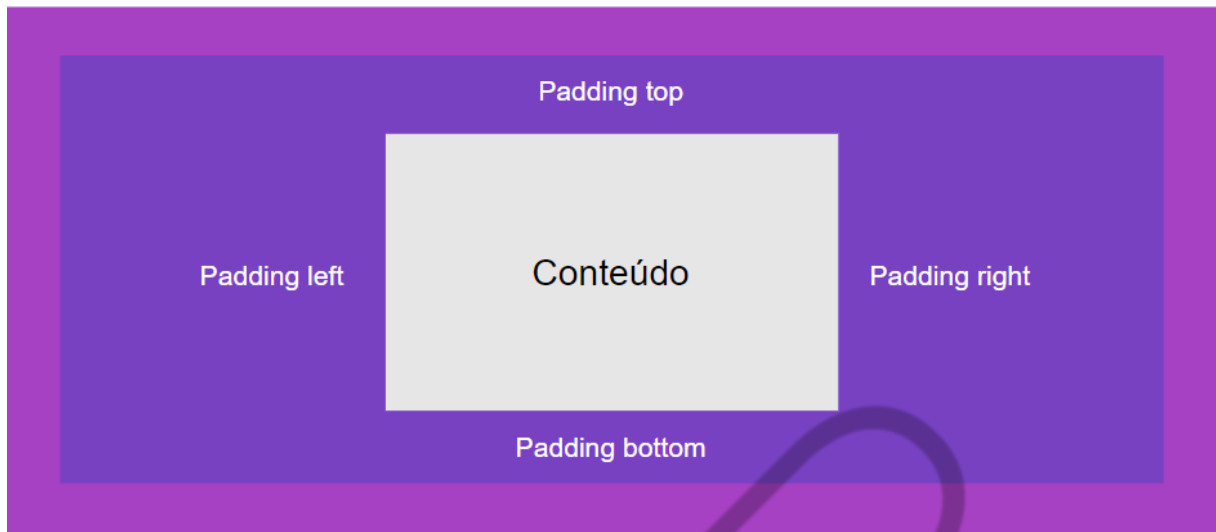 Padding top
Padding left
Conteúdo
Padding right
Padding bottom